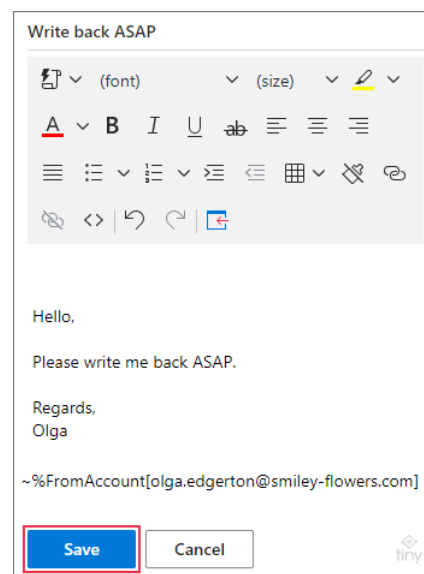 Write back ASAP
(font) (size)
A B I U ab
Hello,
Please write me back ASAP.
Regards,
Olga
~%FromAccount[olga.edgerton@smiley-flowers.com]
Save Cancel
tiny